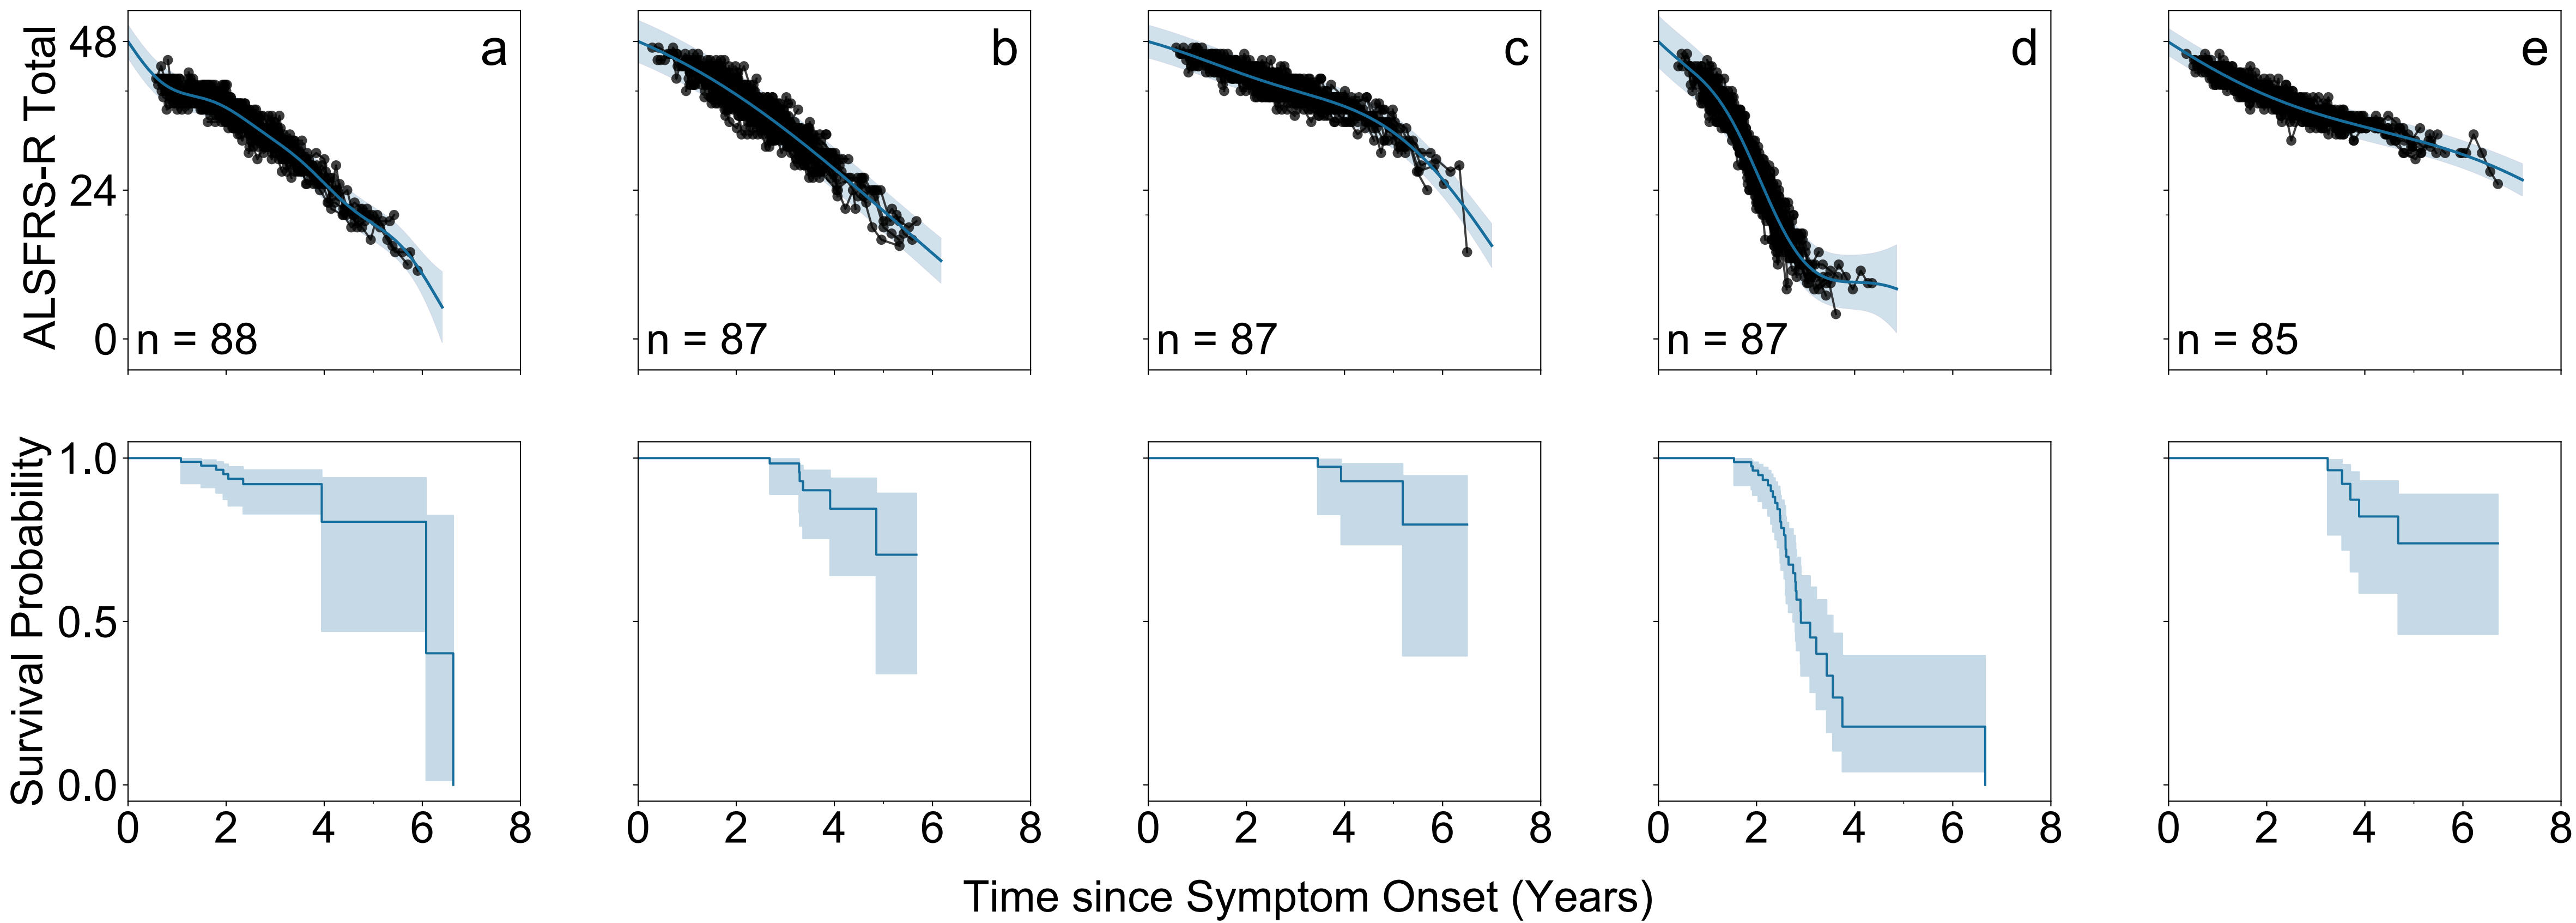 ALSFRS-R Total
48
24
0
a
n = 88
b
n = 87
c
n = 87
d
n = 87
e
n = 85
Survival Probability
1.0
0.5
0.0
0 2 4 6 8
0 2 4 6 8
0 2 4 6 8
0 2 4 6 8
0 2 4 6 8
Time since Symptom Onset (Years)